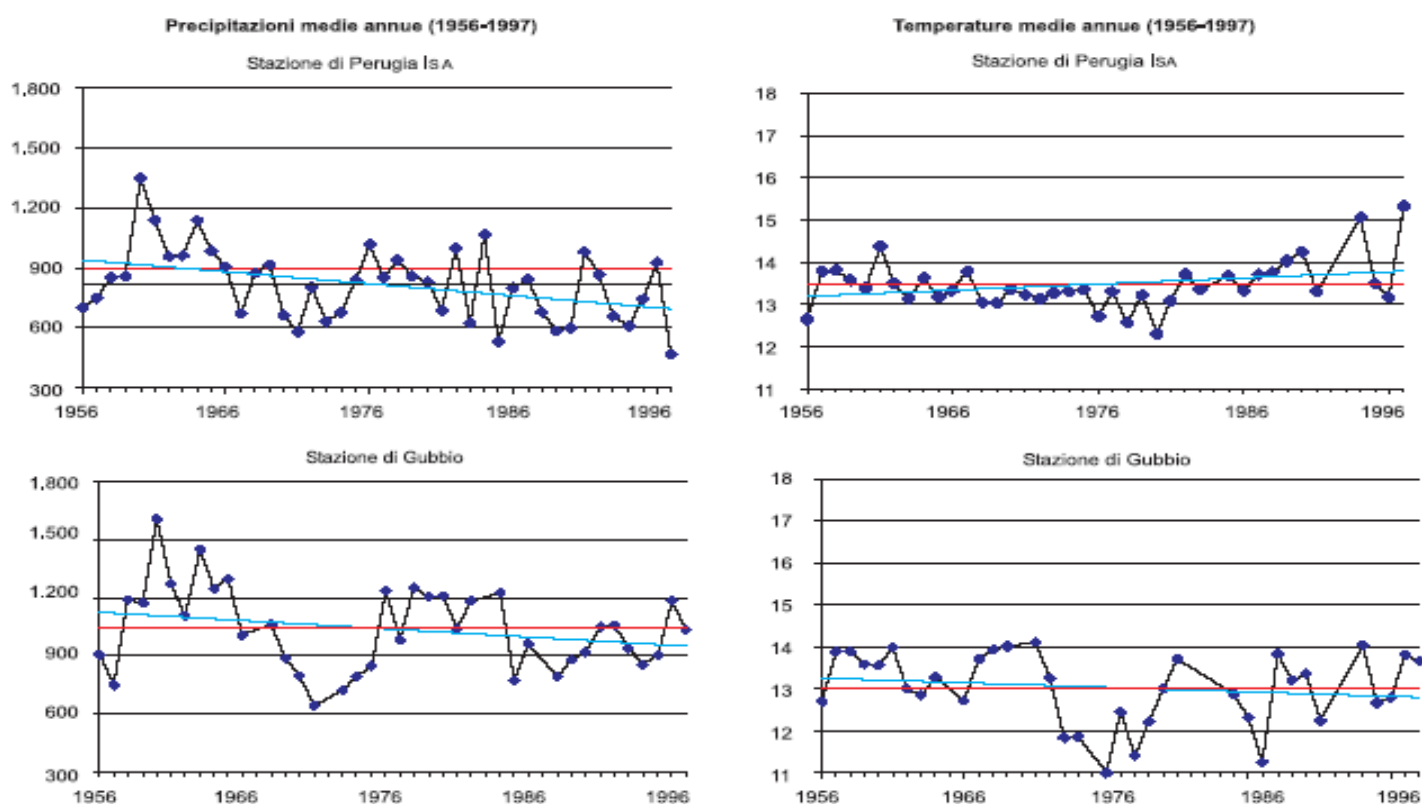 Precipitazioni medie annue (1956-1997)
Stazione di Perugia ISA
1.800
1.500
1.200
900
600
300
1956 1966 1976 1986 1996
Temperature medie annue (1956-1997)
Stazione di Perugia ISA
18
17
16
15
14
13
12
11
1956 1966 1976 1986 1996
Stazione di Gubbio
1.800
1.500
1.200
900
600
300
1956 1966 1976 1986 1996
Stazione di Gubbio
18
17
16
15
14
13
12
11
1956 1966 1976 1986 1996